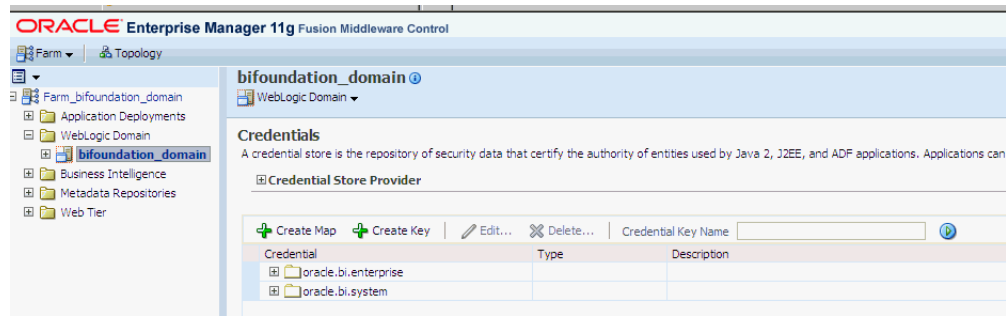 ORACLE Enterprise Manager 11g Fusion Middleware Control
Farm Topology
Farm_bifoundation_domain
Application Deployments
WebLogic Domain
bifoundation_domain
Business Intelligence
Metadata Repositories
Web Tier
bifoundation_domain
WebLogic Domain
Credentials
A credential store is the repository of security data that certify the authority of entities used by Java 2, J2EE, and ADF applications. Applications can
Credential Store Provider
Create Map Create Key Edit... Delete... Credential Key Name
Credential Type Description
oracle.bi.enterprise
oracle.bi.system